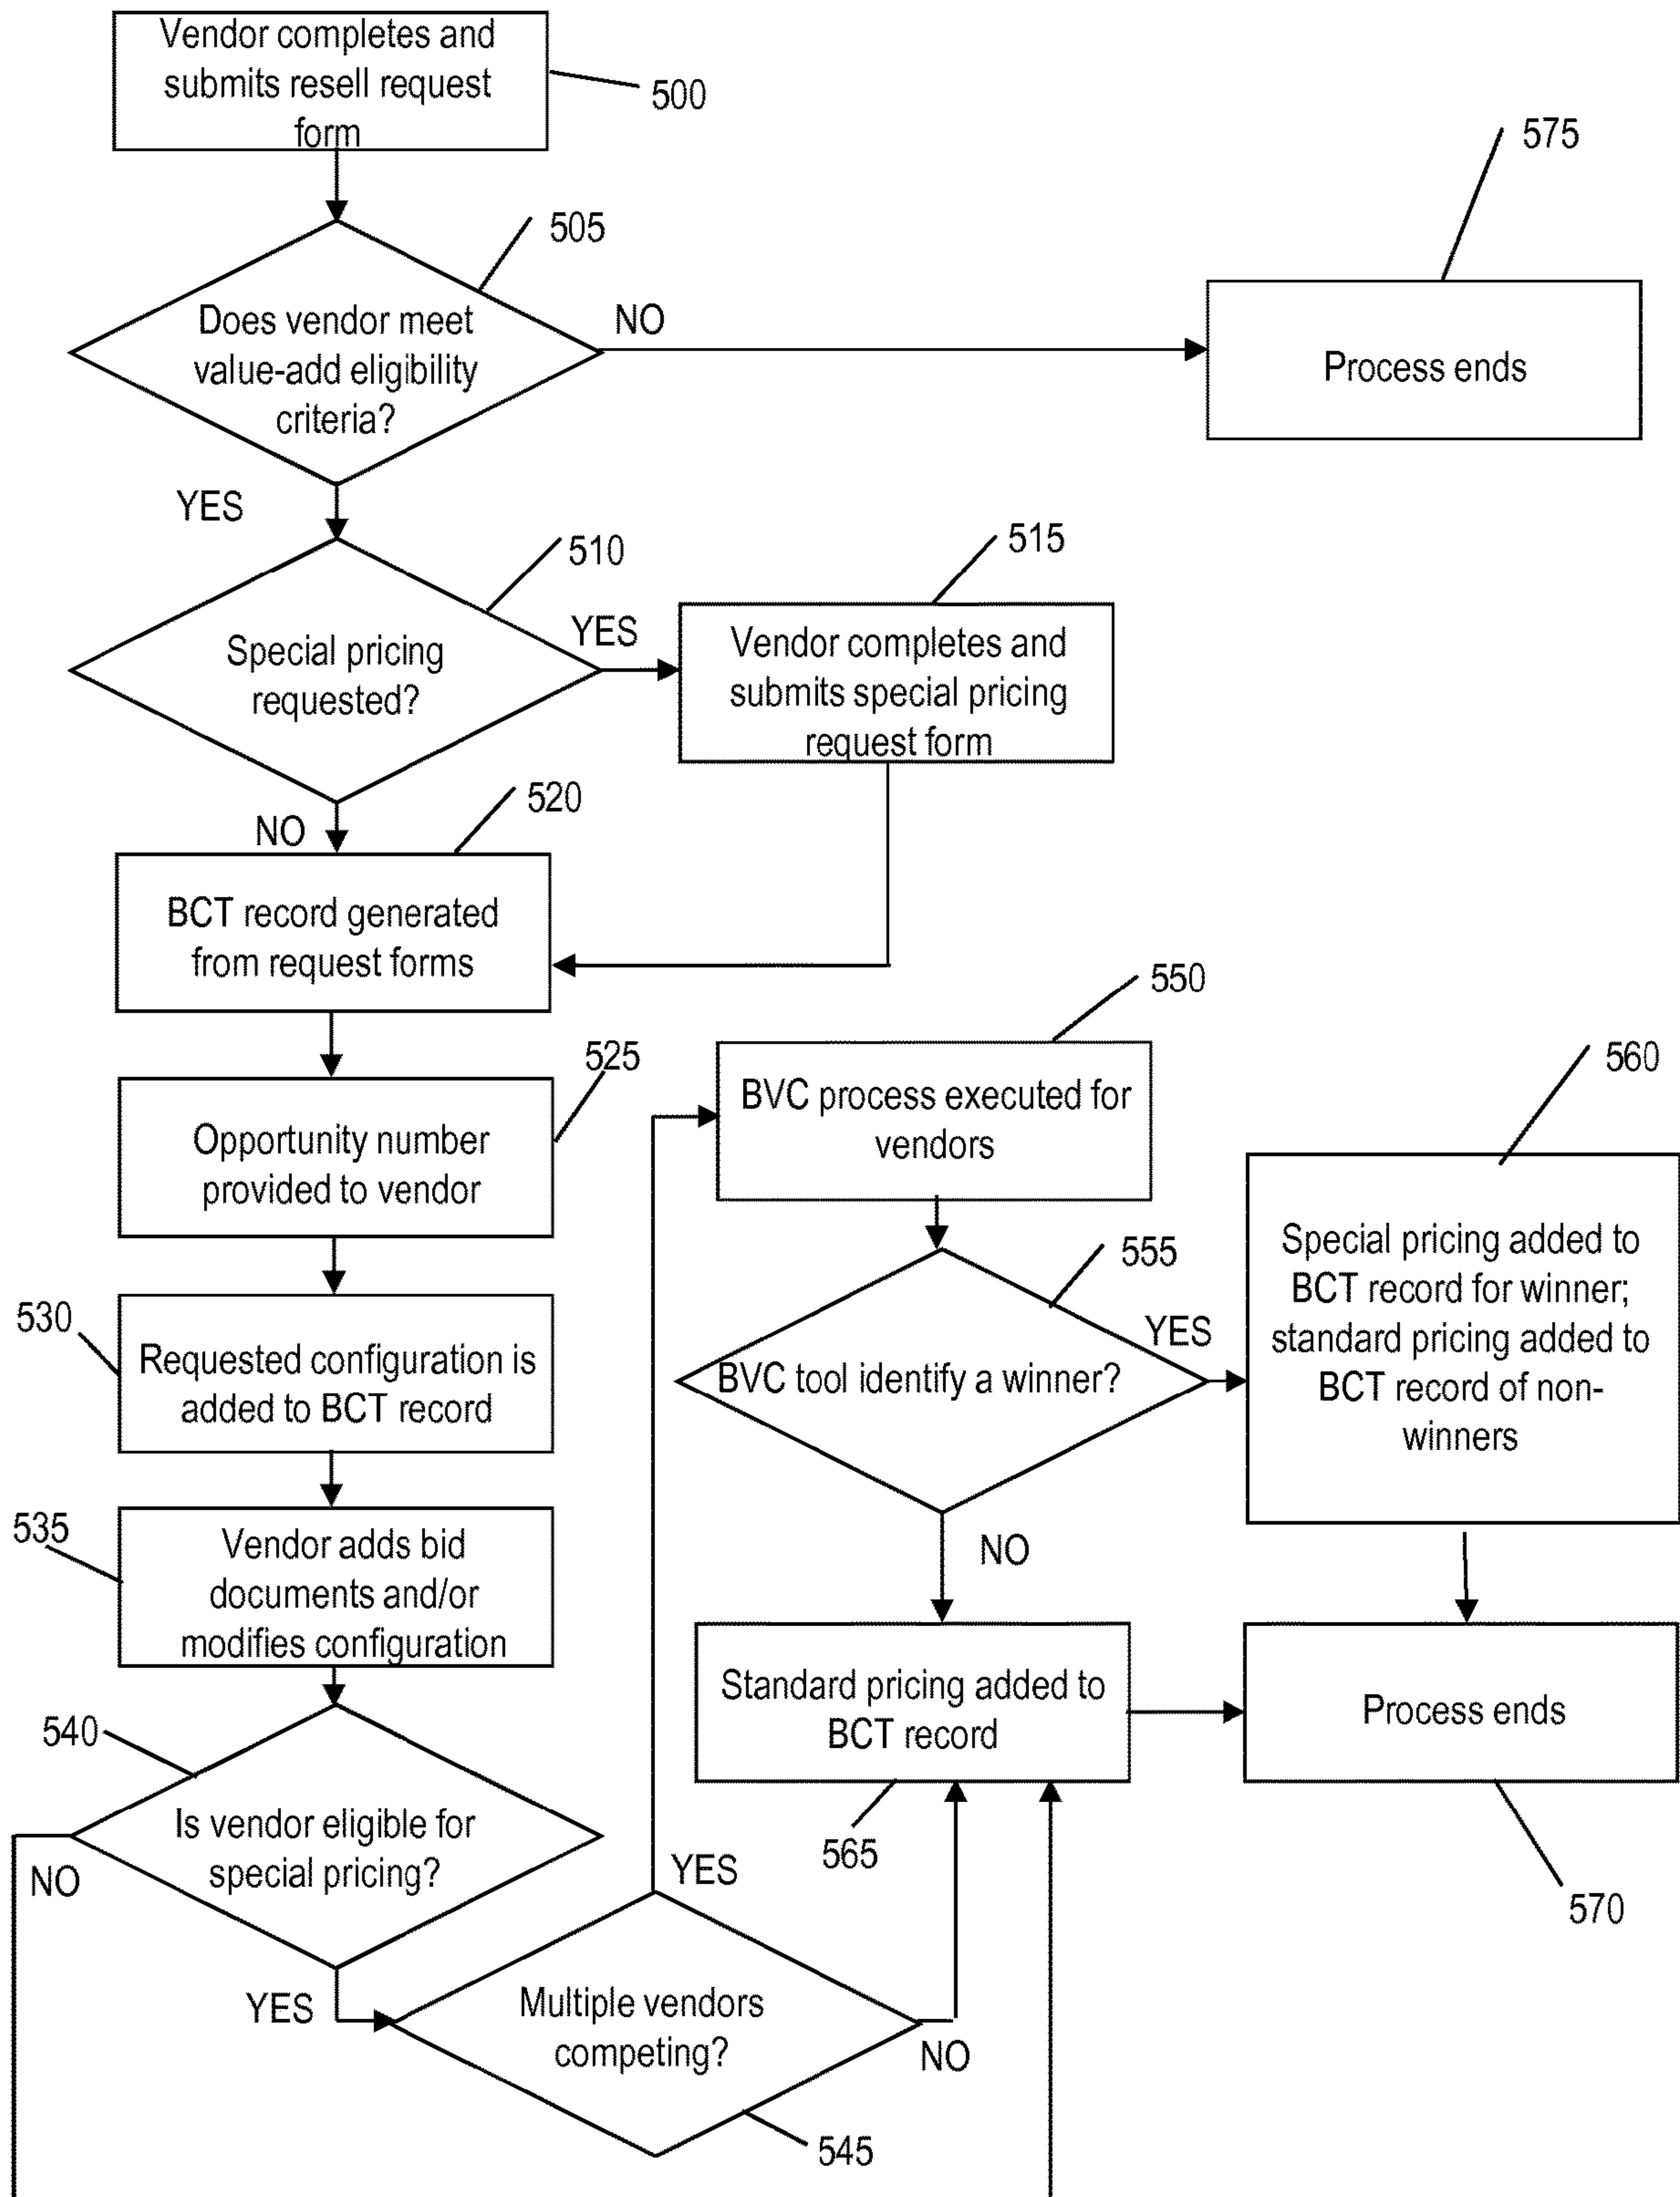 Vendor completes and
submits resell request
form
500
575
505
Does vendor meet
value-add eligibility
criteria?
NO
Process ends
YES
510
515
Special pricing
requested?
YES
Vendor completes and
submits special pricing
request form
NO
520
BCT record generated
from request forms
525
Opportunity number
provided to vendor
550
BVC process executed for
vendors
560
Special pricing added to
BCT record for winner;
standard pricing added to
BCT record of non-
winners
530
Requested configuration is
added to BCT record
555
BVC tool identify a winner?
YES
535
Vendor adds bid
documents and/or
modifies configuration
NO
Standard pricing added to
BCT record
565
Process ends
570
540
Is vendor eligible for
special pricing?
NO
YES
YES
Multiple vendors
competing?
NO
545